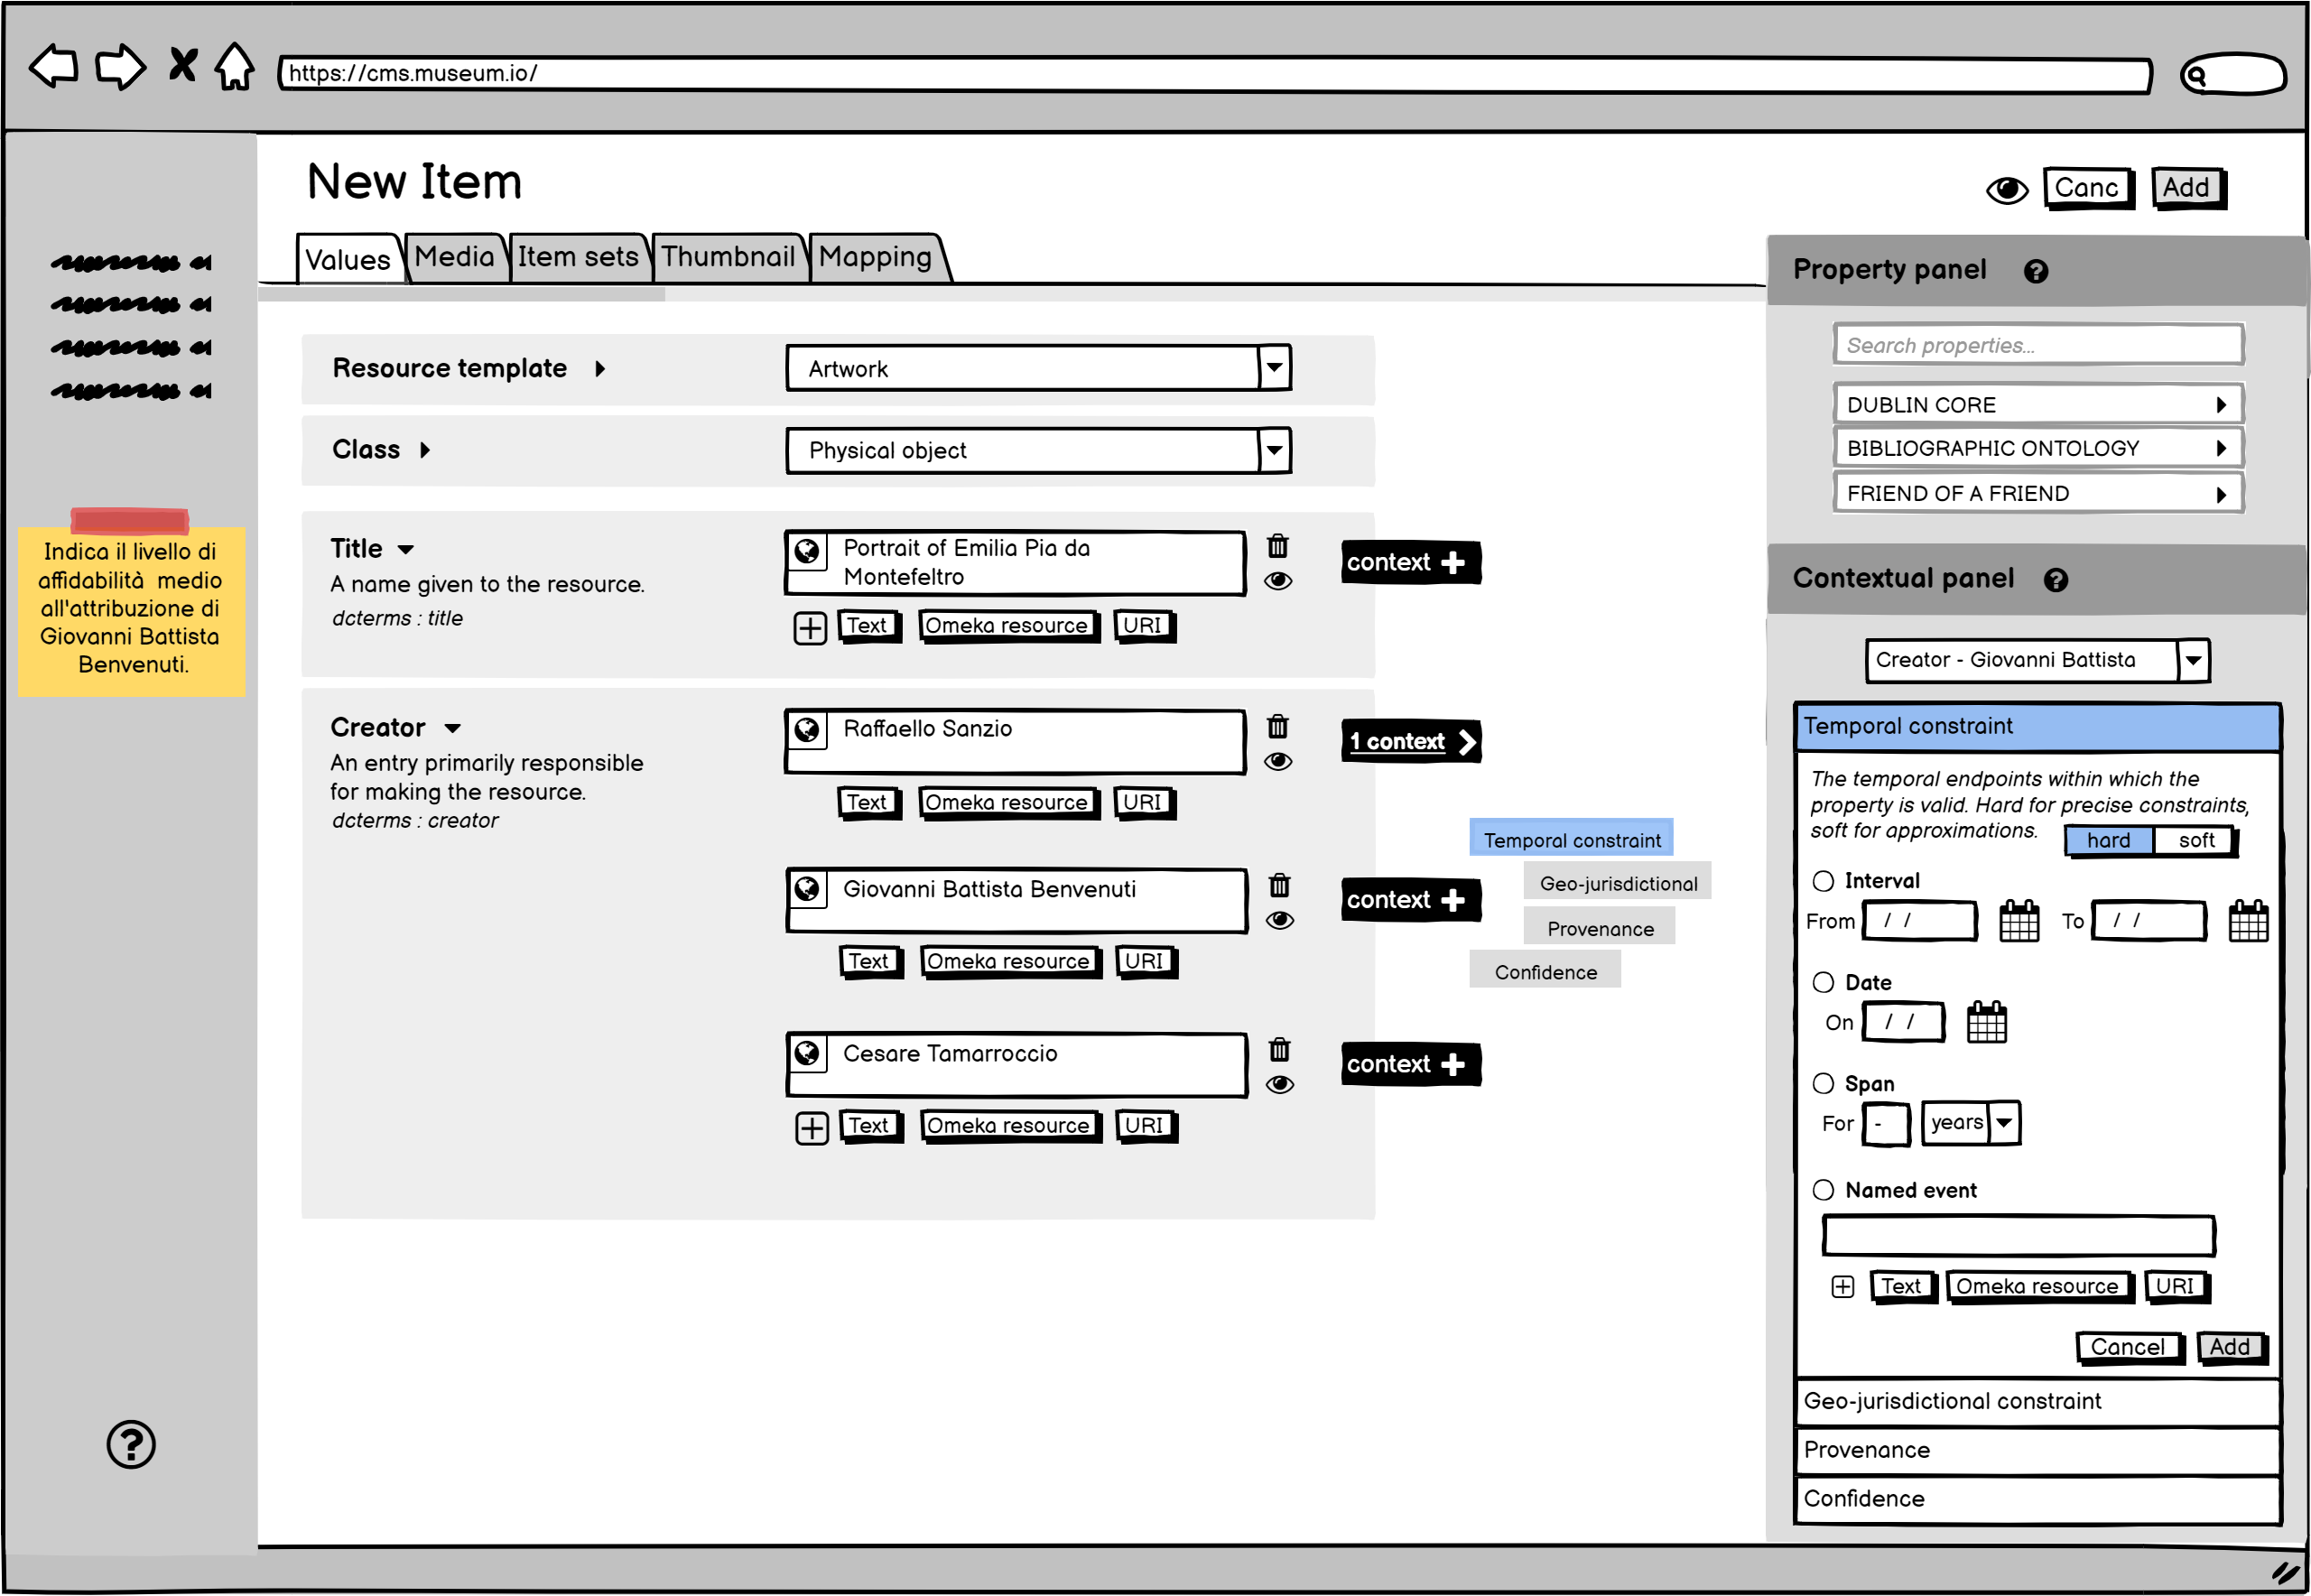 https://cms.museum.io/
New Item
Canc
Add
Values
Media
Item sets
Thumbnail
Mapping
Indica il livello di
affidabilità medio
all'attribuzione di
Giovanni Battista
Benvenuti.
Resource template
Artwork
Class
Physical object
Title
A name given to the resource.
dcterms : title
Portrait of Emilia Pia da
Montefeltro
context
Text
Omeka resource
URI
Creator
An entry primarily responsible
for making the resource.
dcterms : creator
Raffaello Sanzio
1 context
Text
Omeka resource
URI
Giovanni Battista Benvenuti
context
Text
Omeka resource
URI
Temporal constraint
Geo-jurisdictional
Provenance
Confidence
Cesare Tamarroccio
context
Text
Omeka resource
URI
Property panel ?
Search properties...
DUBLIN CORE
BIBLIOGRAPHIC ONTOLOGY
FRIEND OF A FRIEND
Contextual panel ?
Creator - Giovanni Battista
Temporal constraint
The temporal endpoints within which the
property is valid. Hard for precise constraints,
soft for approximations.
hard
soft
Interval
From / / To / /
Date
On / /
Span
For - years
Named event
Text
Omeka resource
URI
Cancel
Add
Geo-jurisdictional constraint
Provenance
Confidence
?